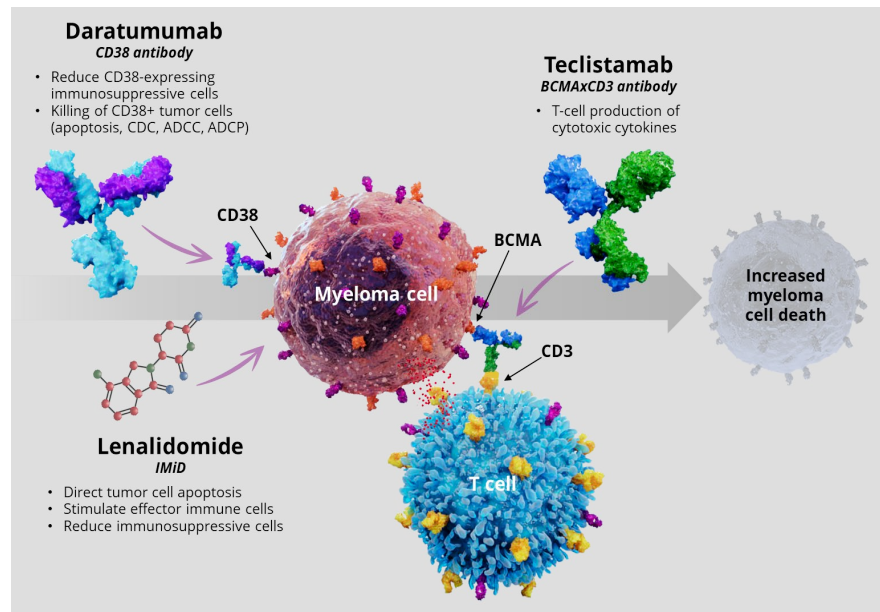 Daratumumab
CD38 antibody
• Reduce CD38-expressing
immunosuppressive cells
• Killing of CD38+ tumor cells
(apoptosis, CDC, ADCC, ADCP)
Teclistamab
BCMAxCD3 antibody
• T-cell production of
cytotoxic cytokines
CD38
BCMA
Myeloma cell
Increased
myeloma
cell death
CD3
Lenalidomide
IMiD
• Direct tumor cell apoptosis
• Stimulate effector immune cells
• Reduce immunosuppressive cells
T cell